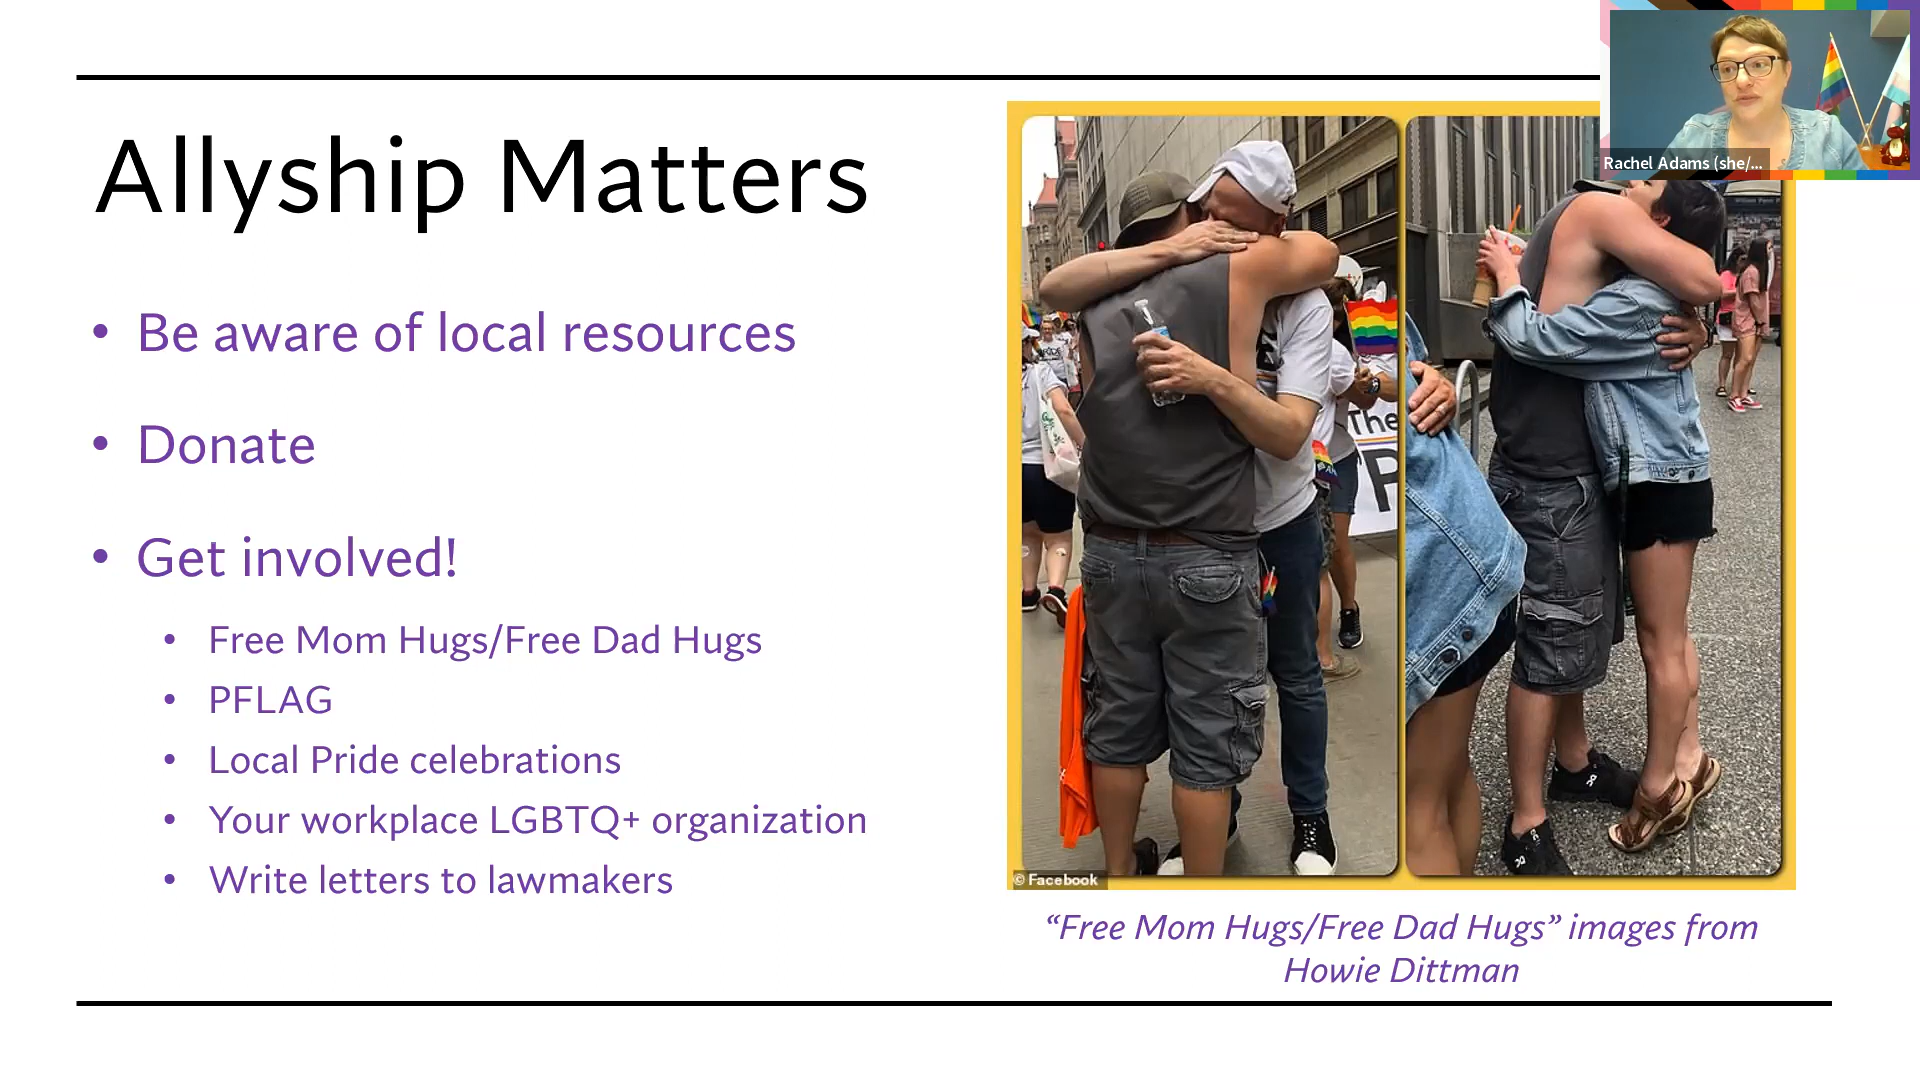 Allyship Matters
• Be aware of local resources
• Donate
• Get involved!
• Free Mom Hugs/Free Dad Hugs
• PFLAG
• Local Pride celebrations
• Your workplace LGBTQ+ organization
• Write letters to lawmakers
Rachel Adams (she/...
The
P
© Facebook
“Free Mom Hugs/Free Dad Hugs” images from
Howie Dittman